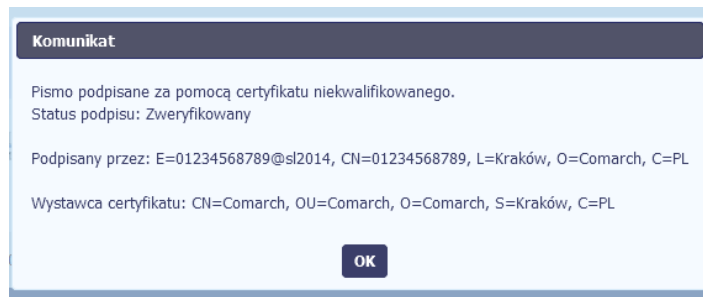 Komunikat
Pismo podpisane za pomocą certyfikatu niekwalifikowanego.
Status podpisu: Zweryfikowany
Podpisany przez: E=01234568789@sl2014, CN=01234568789, L=Kraków, O=Comarch, C=PL
Wystawca certyfikatu: CN=Comarch, OU=Comarch, O=Comarch, S=Kraków, C=PL
OK